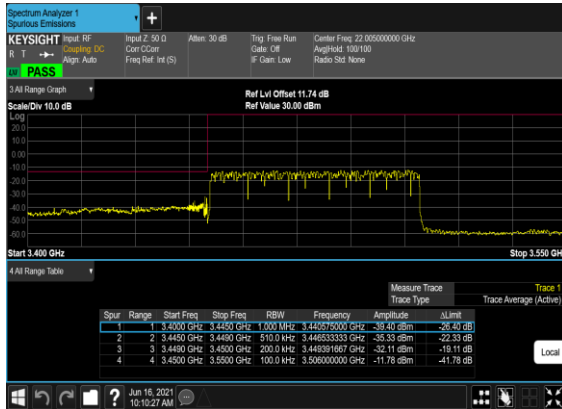 Spectrum Analyzer 1
Spurious Emissions
KEYSIGHT Input: RF Input Z: 50 Ω Atten: 30 dB Trig: Free Run Center Freq: 22.005000000 GHz
R T Coupling: DC Corr CCorr Gate: Off Avg|Hold: 100/100
Align: Auto Freq Ref: Int (S) IF Gain: Low Radio Std: None
PASS
3 All Range Graph Ref Lvl Offset 11.74 dB
Scale/Div 10.0 dB Ref Value 30.00 dBm
Log
20.0
10.0
0.00
-10.0
-20.0
-30.0
-40.0
-50.0
-60.0
Start 3.400 GHz Stop 3.550 GH
4 All Range Table
Measure Trace Trace 1
Trace Type Trace Average (Active)
Spur Range Start Freq Stop Freq RBW Frequency Amplitude ΔLimit
1 1 3.4000 GHz 3.4450 GHz 1.000 MHz 3.440575000 GHz -39.40 dBm -26.40 dB
2 2 3.4450 GHz 3.4490 GHz 510.0 kHz 3.446533333 GHz -35.33 dBm -22.33 dB
3 3 3.4490 GHz 3.4500 GHz 200.0 kHz 3.449391667 GHz -32.11 dBm -19.11 dB
4 4 3.4500 GHz 3.5500 GHz 100.0 kHz 3.506000000 GHz -11.78 dBm -41.78 dB
Local
? Jun 16, 2021
10:10:27 AM